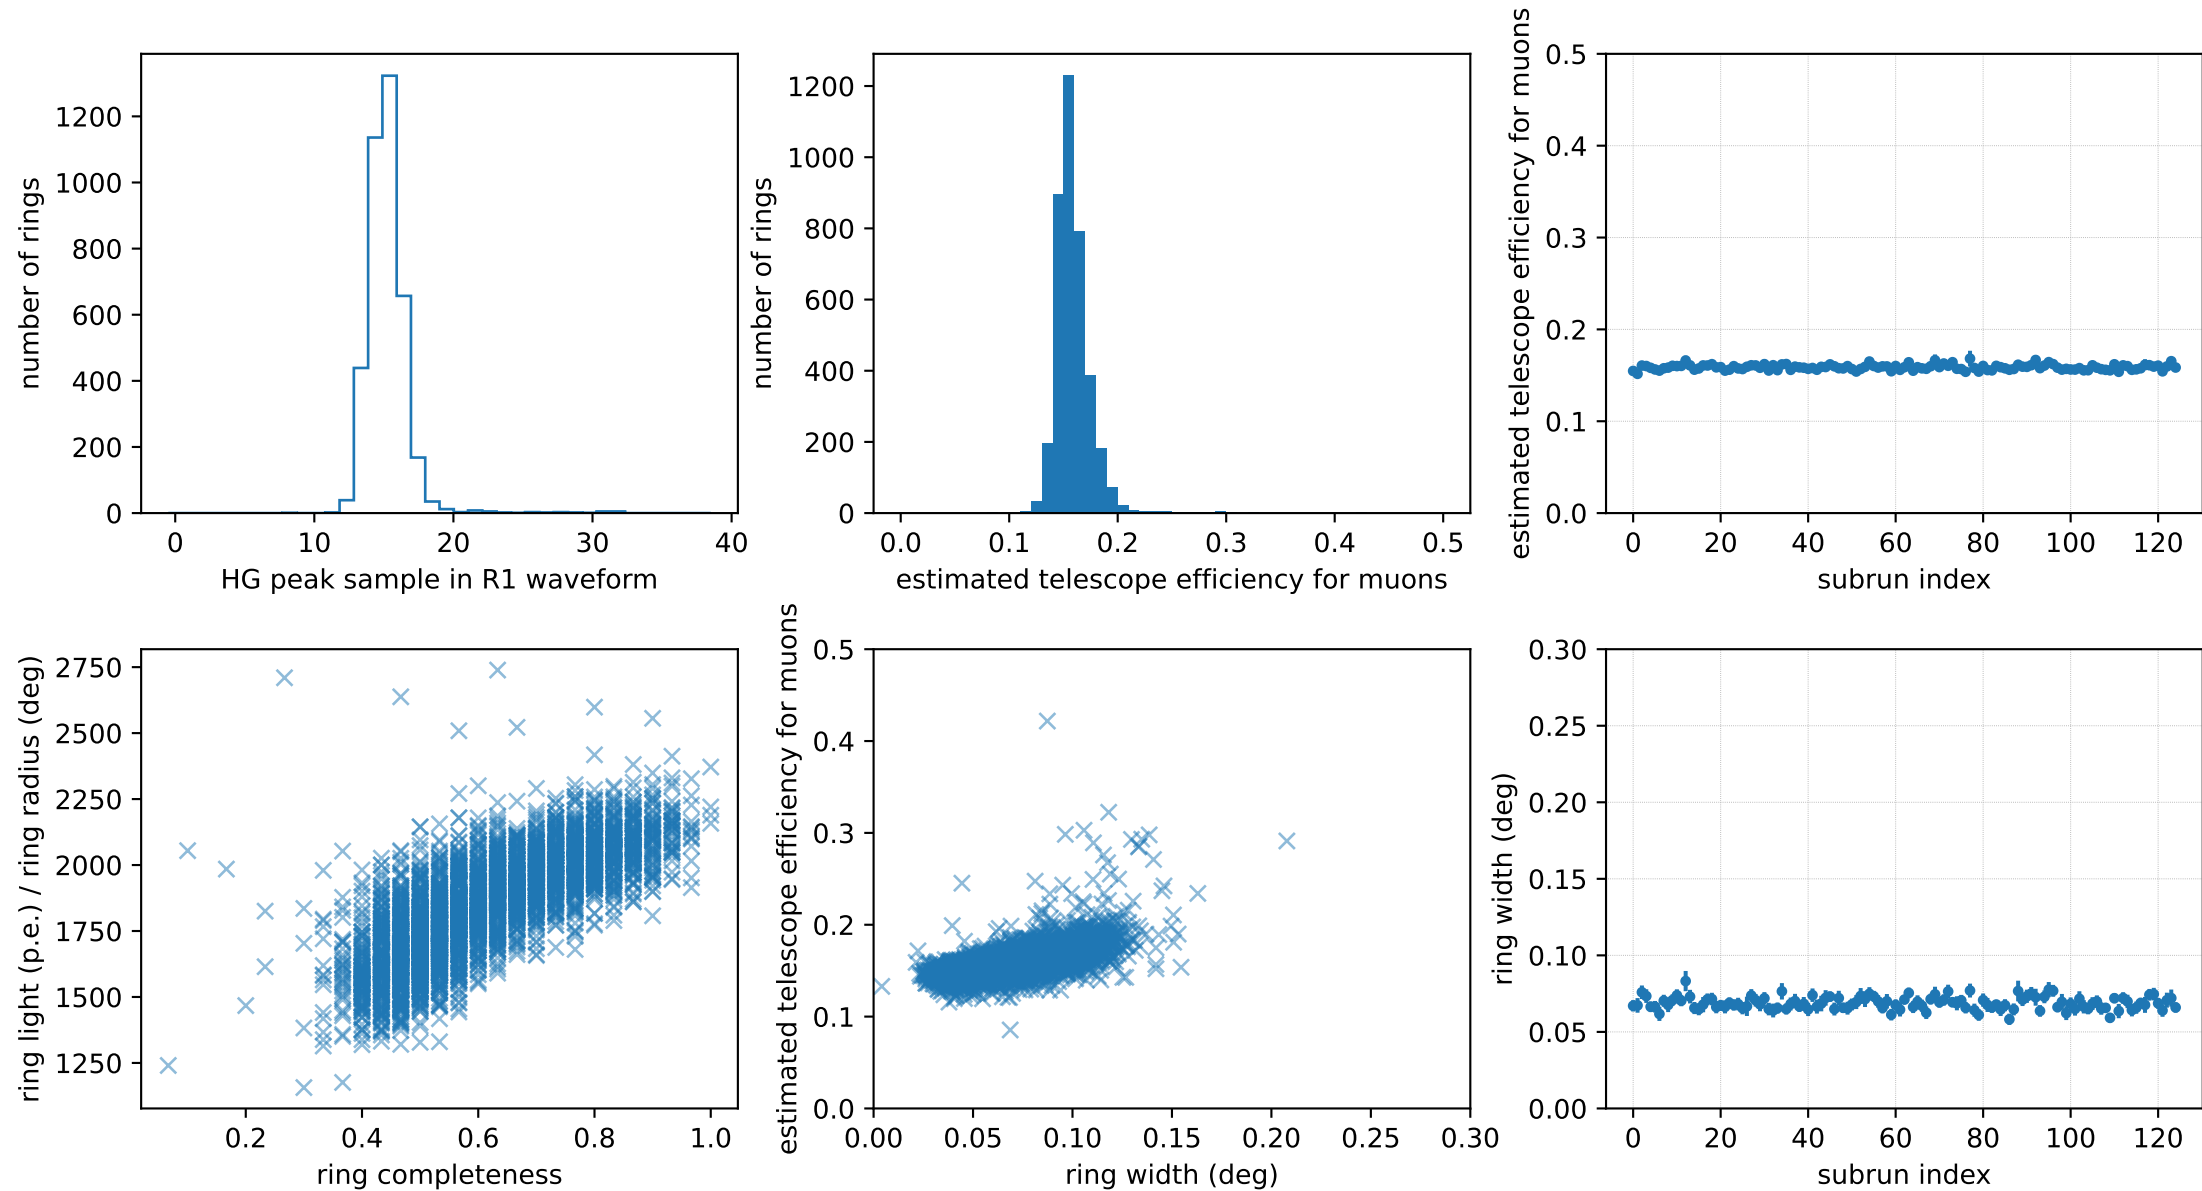 number of rings
1200
1000
800
600
400
200
0
0 10 20 30 40
HG peak sample in R1 waveform
number of rings
1200
1000
800
600
400
200
0
0.0 0.1 0.2 0.3 0.4 0.5
estimated telescope efficiency for muons
estimated telescope efficiency for muons
0.5
0.4
0.3
0.2
0.1
0.0
0 20 40 60 80 100 120
subrun index
ring light (p.e.) / ring radius (deg)
2750
2500
2250
2000
1750
1500
1250
0.2 0.4 0.6 0.8 1.0
ring completeness
estimated telescope efficiency for muons
0.5
0.4
0.3
0.2
0.1
0.0
0.00 0.05 0.10 0.15 0.20 0.25 0.30
ring width (deg)
ring width (deg)
0.30
0.25
0.20
0.15
0.10
0.05
0.00
0 20 40 60 80 100 120
subrun index